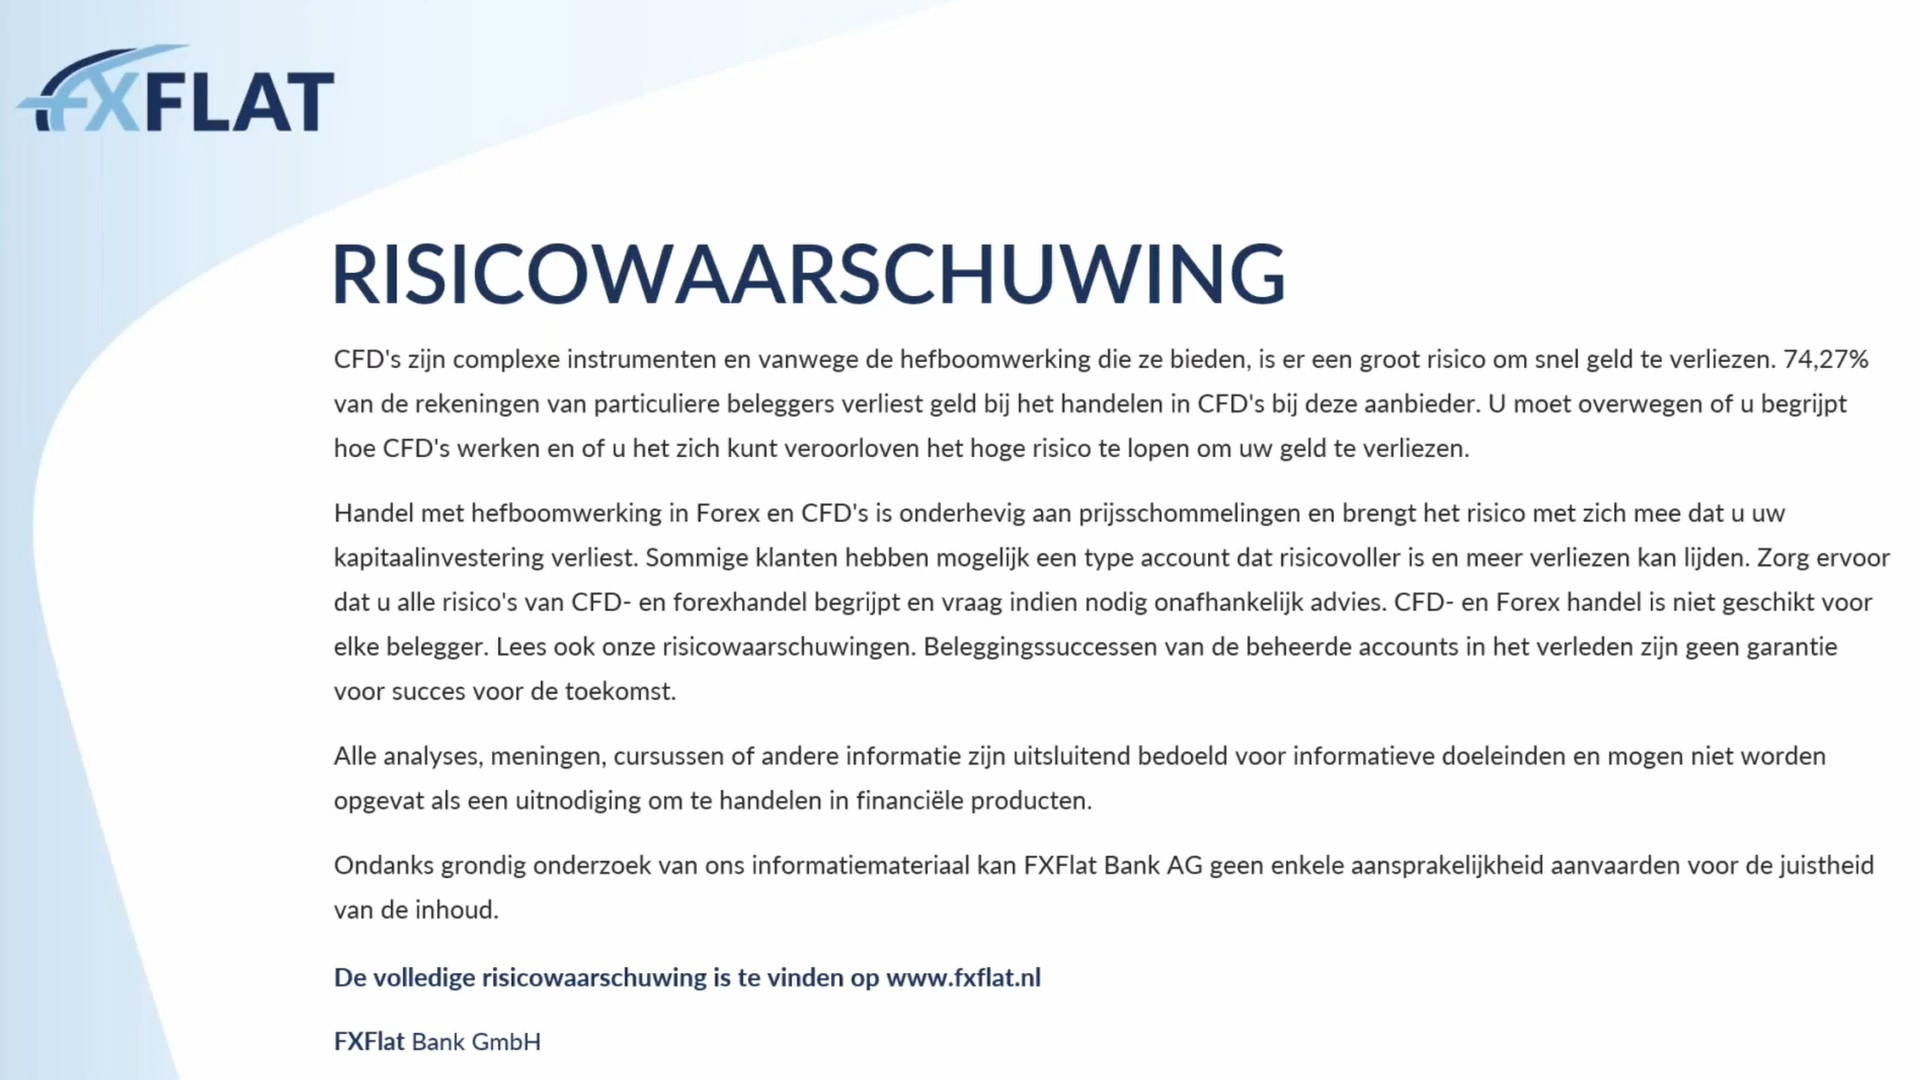 fXFLAT
RISICOWAARSCHUWING
CFD's zijn complexe instrumenten en vanwege de hefboomwerking die ze bieden, is er een groot risico om snel geld te verliezen. 74,27%
van de rekeningen van particuliere beleggers verliest geld bij het handelen in CFD's bij deze aanbieder. U moet overwegen of u begrijpt
hoe CFD's werken en of u het zich kunt veroorloven het hoge risico te lopen om uw geld te verliezen.
Handel met hefboomwerking in Forex en CFD's is onderhevig aan prijsschommelingen en brengt het risico met zich mee dat u uw
kapitaalinvestering verliest. Sommige klanten hebben mogelijk een type account dat risicovoller is en meer verliezen kan lijden. Zorg ervoor
dat u alle risico's van CFD- en forexhandel begrijpt en vraag indien nodig onafhankelijk advies. CFD- en Forex handel is niet geschikt voor
elke belegger. Lees ook onze risicowaarschuwingen. Beleggingssuccessen van de beheerde accounts in het verleden zijn geen garantie
voor succes voor de toekomst.
Alle analyses, meningen, cursussen of andere informatie zijn uitsluitend bedoeld voor informatieve doeleinden en mogen niet worden
opgevat als een uitnodiging om te handelen in financiële producten.
Ondanks grondig onderzoek van ons informatiemateriaal kan FXFlat Bank AG geen enkele aansprakelijkheid aanvaarden voor de juistheid
van de inhoud.
De volledige risicowaarschuwing is te vinden op www.fxflat.nl
FXFlat Bank GmbH